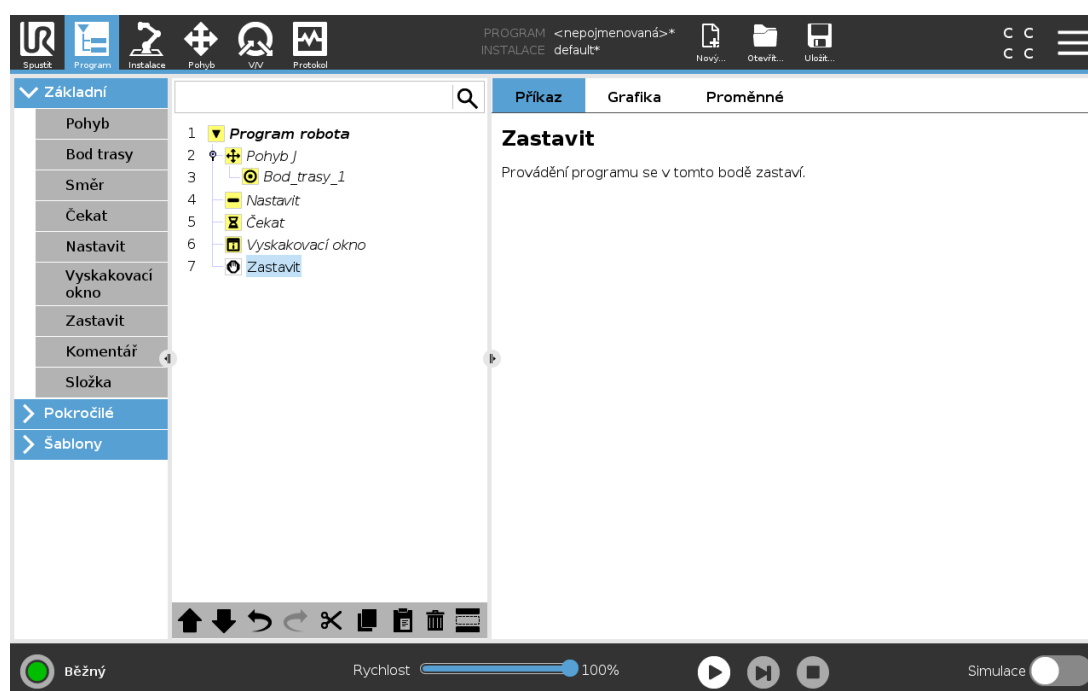 PROGRAM <nepojmenovaná>*
INSTALACE default*
Spustit Program Instalace Pohyb V/V Protokol Nový... Otevřít... Uložit...
C C
C C
Základní
Pohyb
Bod trasy
Směr
Čekat
Nastavit
Vyskakovací
okno
Zastavit
Komentář
Složka
Pokročilé
Šablony
1 Program robota
2 Pohyb J
3 Bod_trasy_1
4 Nastavit
5 Čekat
6 Vyskakovací okno
7 Zastavit
Příkaz Grafika Proměnné
Zastavit
Provádění programu se v tomto bodě zastaví.
Běžný Rychlost 100% Simulace